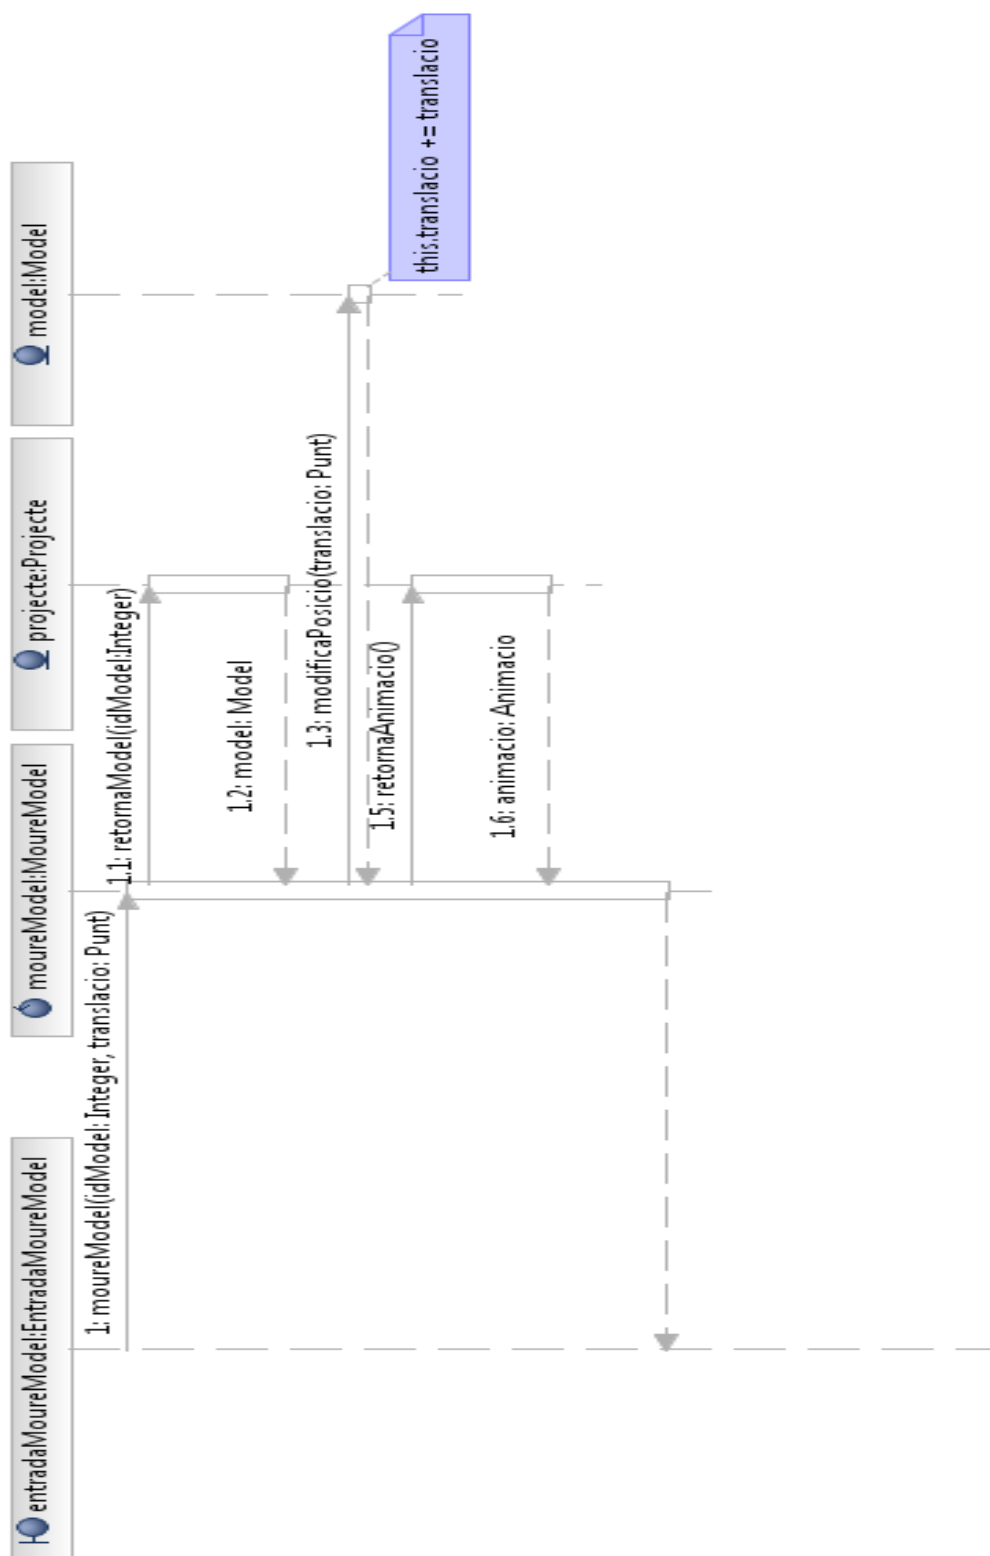 entradaMoureModel:EntradaMoureModel
moureModel:MoureModel
projecte:Projecte
model:Model
1: moureModel(idModel: Integer, translacio: Punt)
1.1: retornaModel(idModel:Integer)
1.2: model: Model
1.3: modificaPosicio(translacio: Punt)
this.translacio += translacio
1.5: retornaAnimacio()
1.6: animacio: Animacio